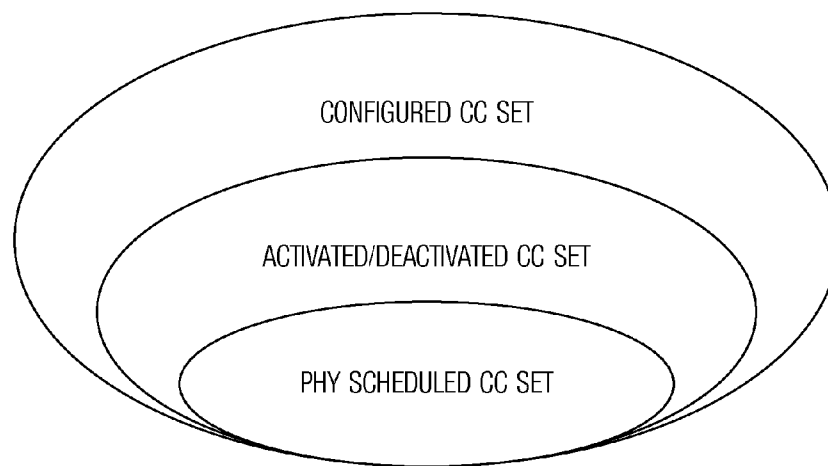 CONFIGURED CC SET
ACTIVATED/DEACTIVATED CC SET
PHY SCHEDULED CC SET